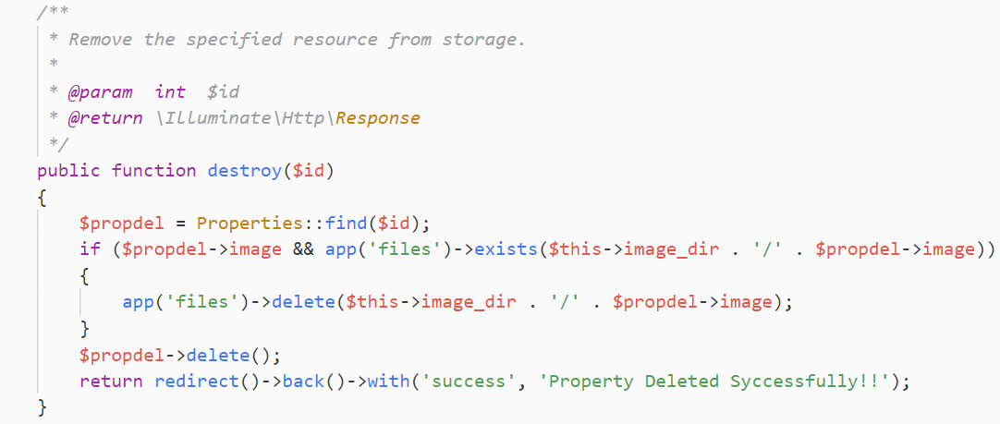 /**
 * Remove the specified resource from storage.
 *
 * @param  int  $id
 * @return \Illuminate\Http\Response
 */
public function destroy($id)
{
    $propdel = Properties::find($id);
    if ($propdel->image && app('files')->exists($this->image_dir . '/' . $propdel->image))
    {
        app('files')->delete($this->image_dir . '/' . $propdel->image);
    }
    $propdel->delete();
    return redirect()->back()->with('success', 'Property Deleted Syccessfully!!');
}